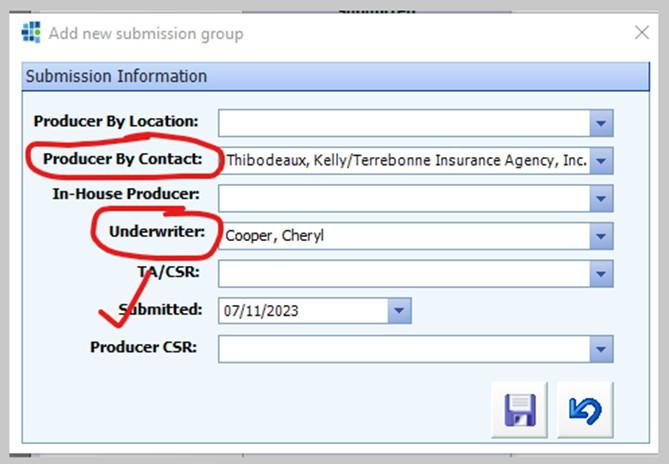 Add new submission group
Submission Information
Producer By Location:
Producer By Contact: Thibodeaux, Kelly/Terrebonne Insurance Agency, Inc.
In-House Producer:
Underwriter: Cooper, Cheryl
TA/CSR:
Submitted: 07/11/2023
Producer CSR: